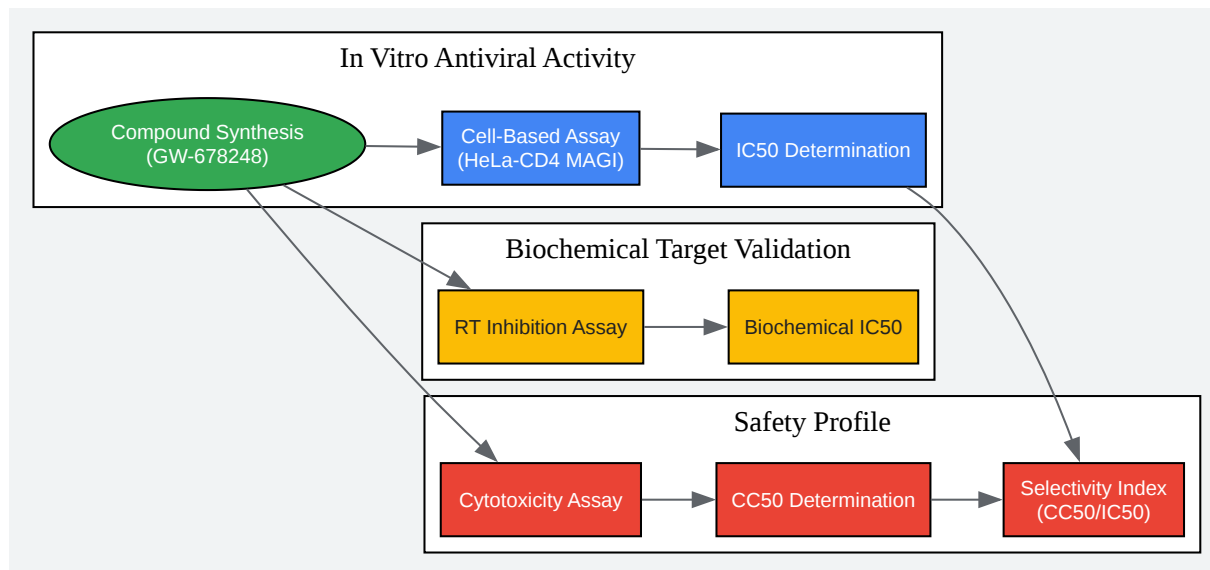 In Vitro Antiviral Activity
Compound Synthesis
(GW-678248)
Cell-Based Assay
(HeLa-CD4 MAGI)
IC50 Determination
Biochemical Target Validation
RT Inhibition Assay
Biochemical IC50
Safety Profile
Cytotoxicity Assay
CC50 Determination
Selectivity Index
(CC50/IC50)